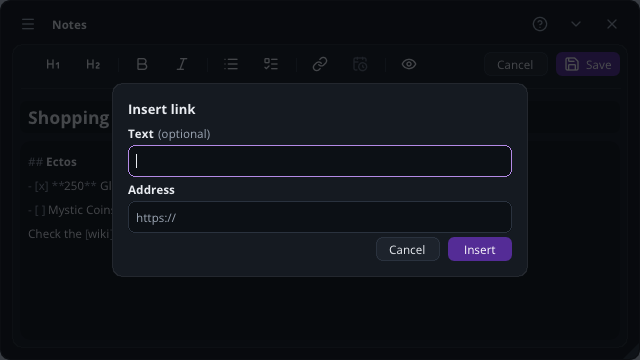 Notes
H1 H2 B I Cancel Save
Shopping
Insert link
Text (optional)
Address
https://
Cancel Insert
## Ectos
- [x] **250** Gl
- [ ] Mystic Coins
Check the [wiki]